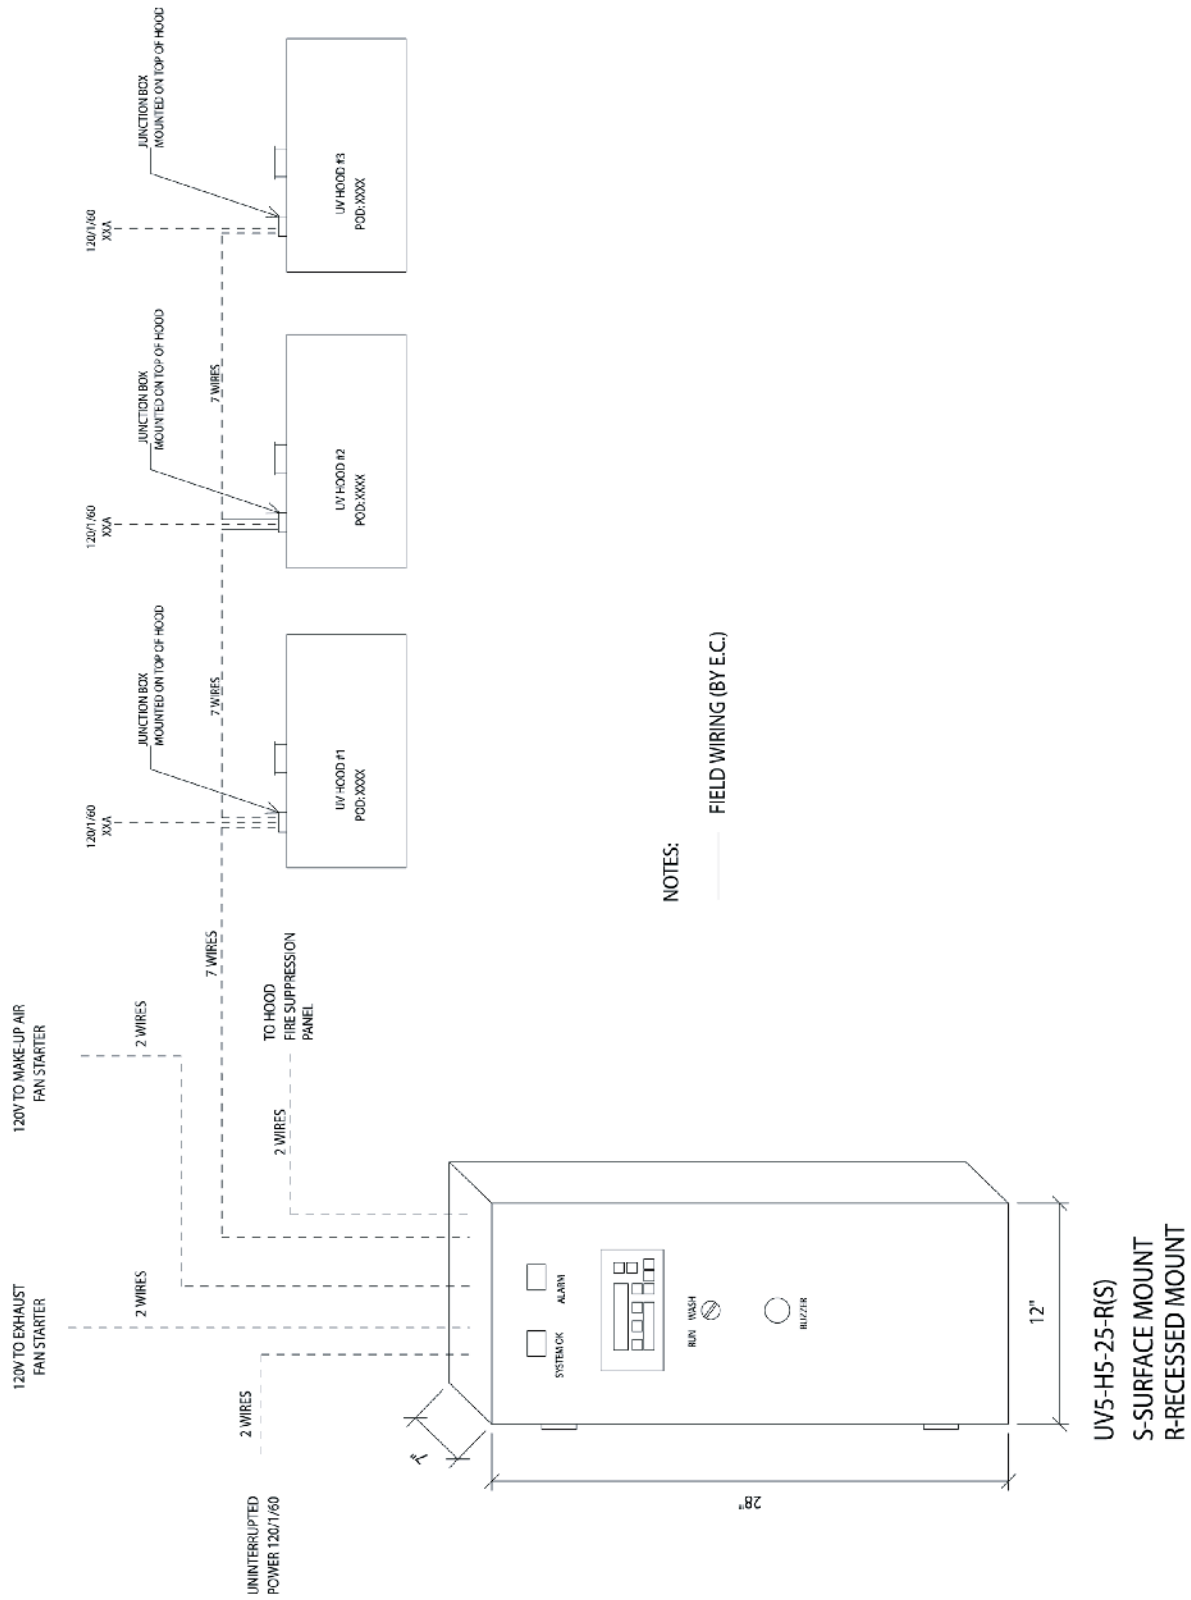 120V TO EXHAUST
FAN STARTER
120V TO MAKE-UP AIR
FAN STARTER
2 WIRES
2 WIRES
120/1/60
XXA
120/1/60
XXA
120/1/60
XXA
JUNCTION BOX
MOUNTED ON TOP OF HOOD
JUNCTION BOX
MOUNTED ON TOP OF HOOD
JUNCTION BOX
MOUNTED ON TOP OF HOOD
7 WIRES
7 WIRES
7 WIRES
UNINTERRUPTED
POWER 120/1/60
2 WIRES
2 WIRES
TO HOOD
FIRE SUPPRESSION
PANEL
UV HOOD #1
POD: XXXX
UV HOOD #2
POD: XXXX
UV HOOD #3
POD: XXXX
7"
SYSTEM OK
ALARM
RUN WASH
BLIZZER
28"
12"
NOTES:
FIELD WIRING (BY E.C.)
UV5-H5-25-R(S)
S-SURFACE MOUNT
R-RECESSED MOUNT